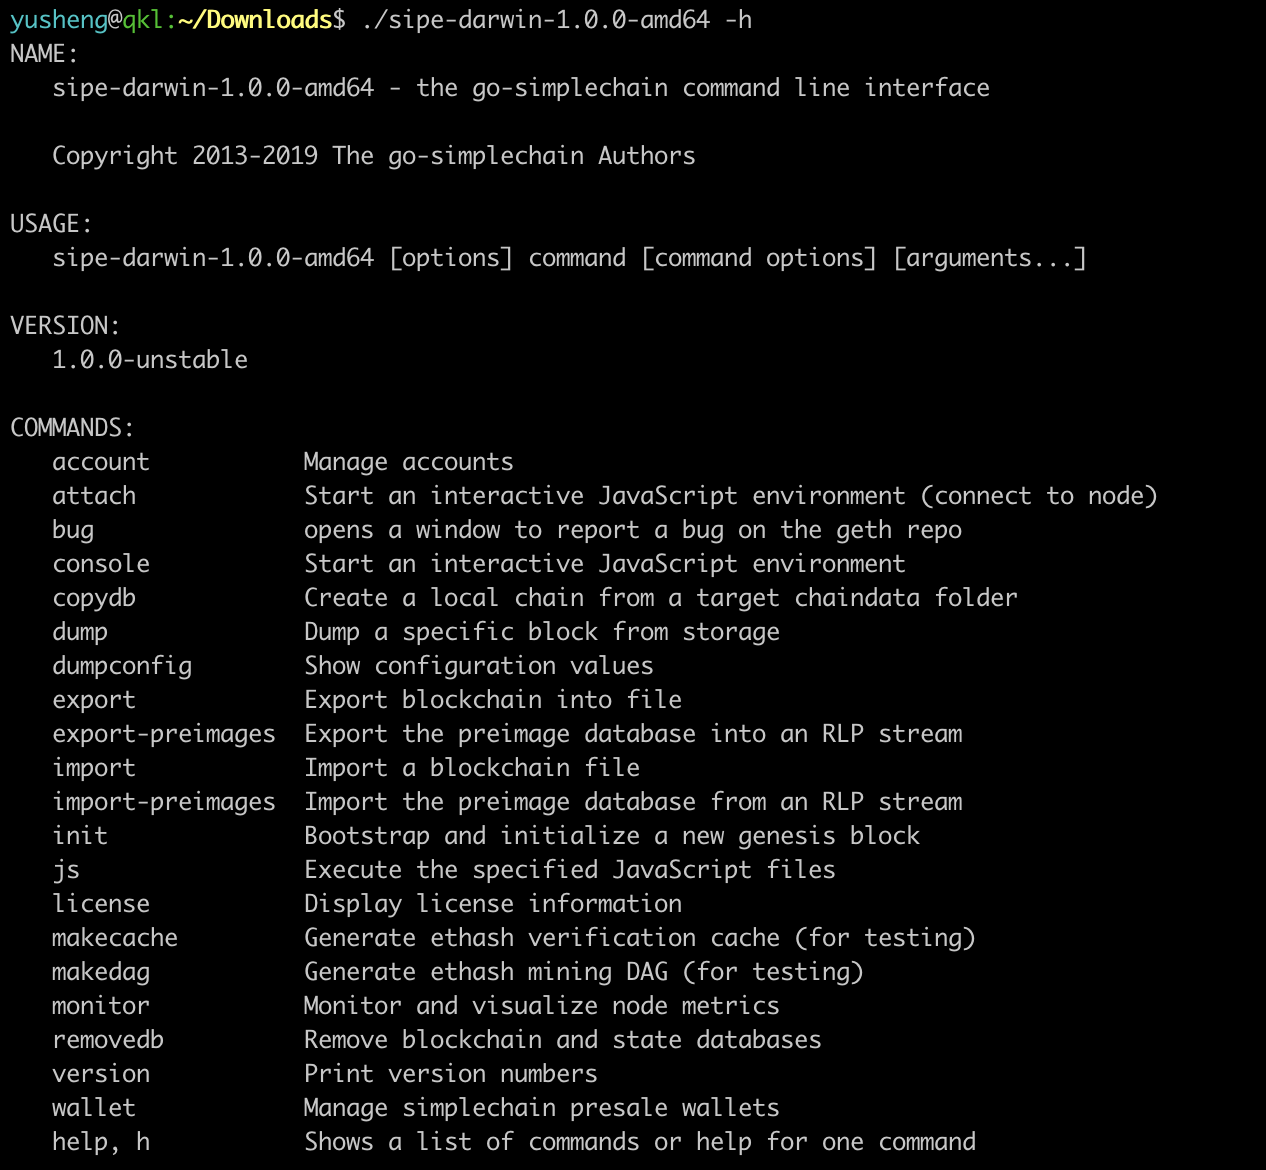 yusheng@qkl:~/Downloads$ ./sipe-darwin-1.0.0-amd64 -h
NAME:
   sipe-darwin-1.0.0-amd64 - the go-simplechain command line interface

   Copyright 2013-2019 The go-simplechain Authors

USAGE:
   sipe-darwin-1.0.0-amd64 [options] command [command options] [arguments...]

VERSION:
   1.0.0-unstable

COMMANDS:
   account           Manage accounts
   attach            Start an interactive JavaScript environment (connect to node)
   bug               opens a window to report a bug on the geth repo
   console           Start an interactive JavaScript environment
   copydb            Create a local chain from a target chaindata folder
   dump              Dump a specific block from storage
   dumpconfig        Show configuration values
   export            Export blockchain into file
   export-preimages  Export the preimage database into an RLP stream
   import            Import a blockchain file
   import-preimages  Import the preimage database from an RLP stream
   init              Bootstrap and initialize a new genesis block
   js                Execute the specified JavaScript files
   license           Display license information
   makecache         Generate ethash verification cache (for testing)
   makedag           Generate ethash mining DAG (for testing)
   monitor           Monitor and visualize node metrics
   removedb          Remove blockchain and state databases
   version           Print version numbers
   wallet            Manage simplechain presale wallets
   help, h           Shows a list of commands or help for one command